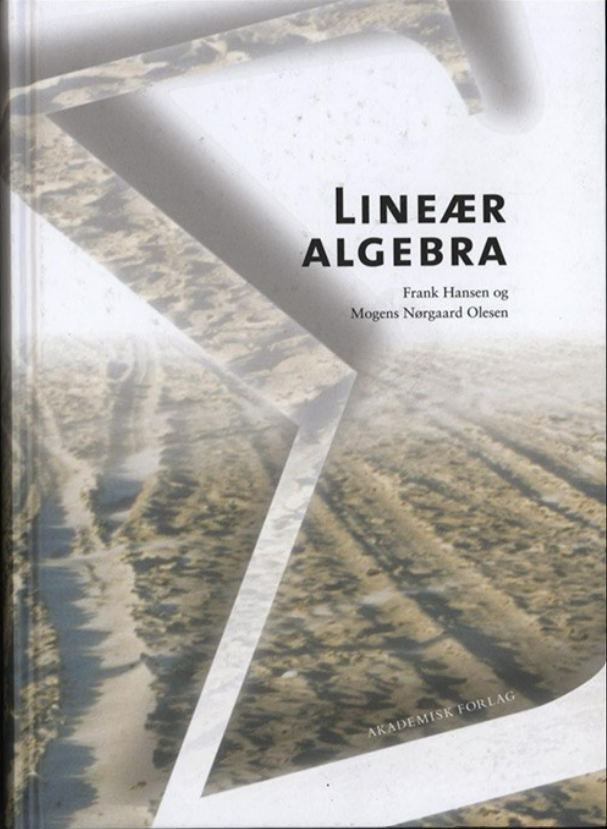 LINEÆR
ALGEBRA
Frank Hansen og
Mogens Nørgaard Olesen
AKADEMISK FORLAG